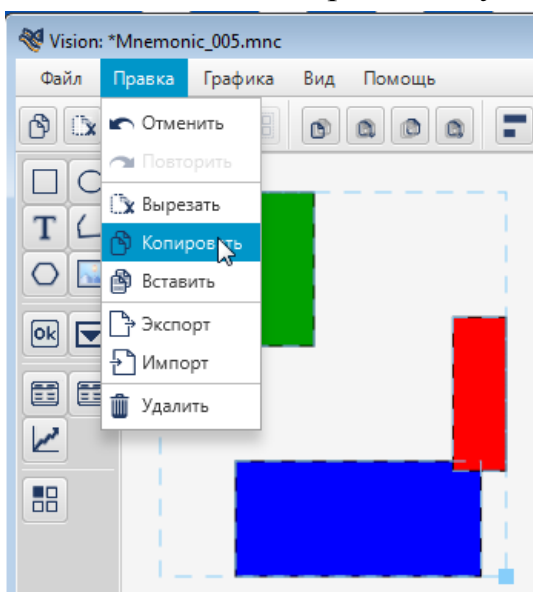 Vision: *Mnemonic_005.mnc
Файл Правка Графика Вид Помощь
Отменить
Повторить
Вырезать
Копировать
Вставить
Экспорт
Импорт
Удалить
T
Ok